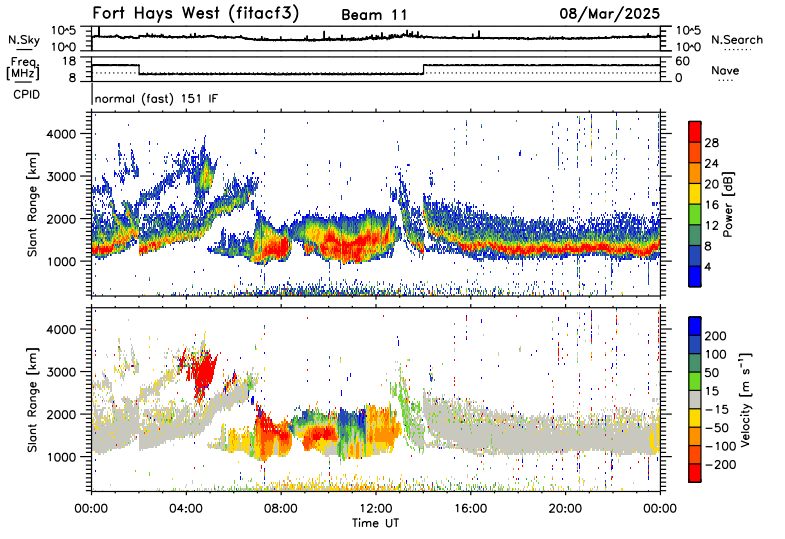 Fort Hays West (fitacf3)
Beam 11
08/Mar/2025
N.Sky
10^5
10^0
10^5
10^0
N.Search
Freq.
[MHz]
18
8
60
0
Nave
CPID
normal (fast) 151 IF
Slant Range [km]
4000
3000
2000
1000
28
24
20
16
12
8
4
Power [dB]
Slant Range [km]
4000
3000
2000
1000
200
100
50
15
-15
-50
-100
-200
Velocity [m s⁻¹]
00:00
04:00
08:00
12:00
16:00
20:00
00:00
Time UT